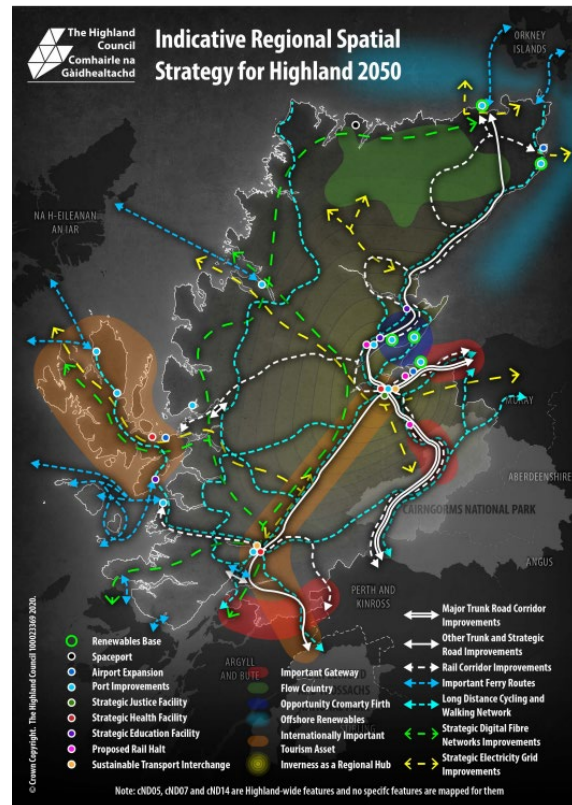 The Highland
Council
Comhairle na
Gàidhealtachd
Indicative Regional Spatial
Strategy for Highland 2050
ORKNEY
ISLANDS
NA H-EILEANAN
AN IAR
MORAY
ABERDEENSHIRE
CAIRNGORMS NATIONAL PARK
ANGUS
PERTH AND
KINROSS
ARGYLL
AND BUTE
© Crown Copyright. The Highland Council 100023369 2020.
Renewables Base
Spaceport
Airport Expansion
Port Improvements
Strategic Justice Facility
Strategic Health Facility
Strategic Education Facility
Proposed Rail Halt
Sustainable Transport Interchange
Important Gateway
Flow Country
Opportunity Cromarty Firth
Offshore Renewables
Internationally Important
Tourism Asset
Inverness as a Regional Hub
Major Trunk Road Corridor
Improvements
Other Trunk and Strategic
Road Improvements
Rail Corridor Improvements
Important Ferry Routes
Long Distance Cycling and
Walking Network
Strategic Digital Fibre
Networks Improvements
Strategic Electricity Grid
Improvements
Note: cND05, cND07 and cND14 are Highland-wide features and no specifc features are mapped for them